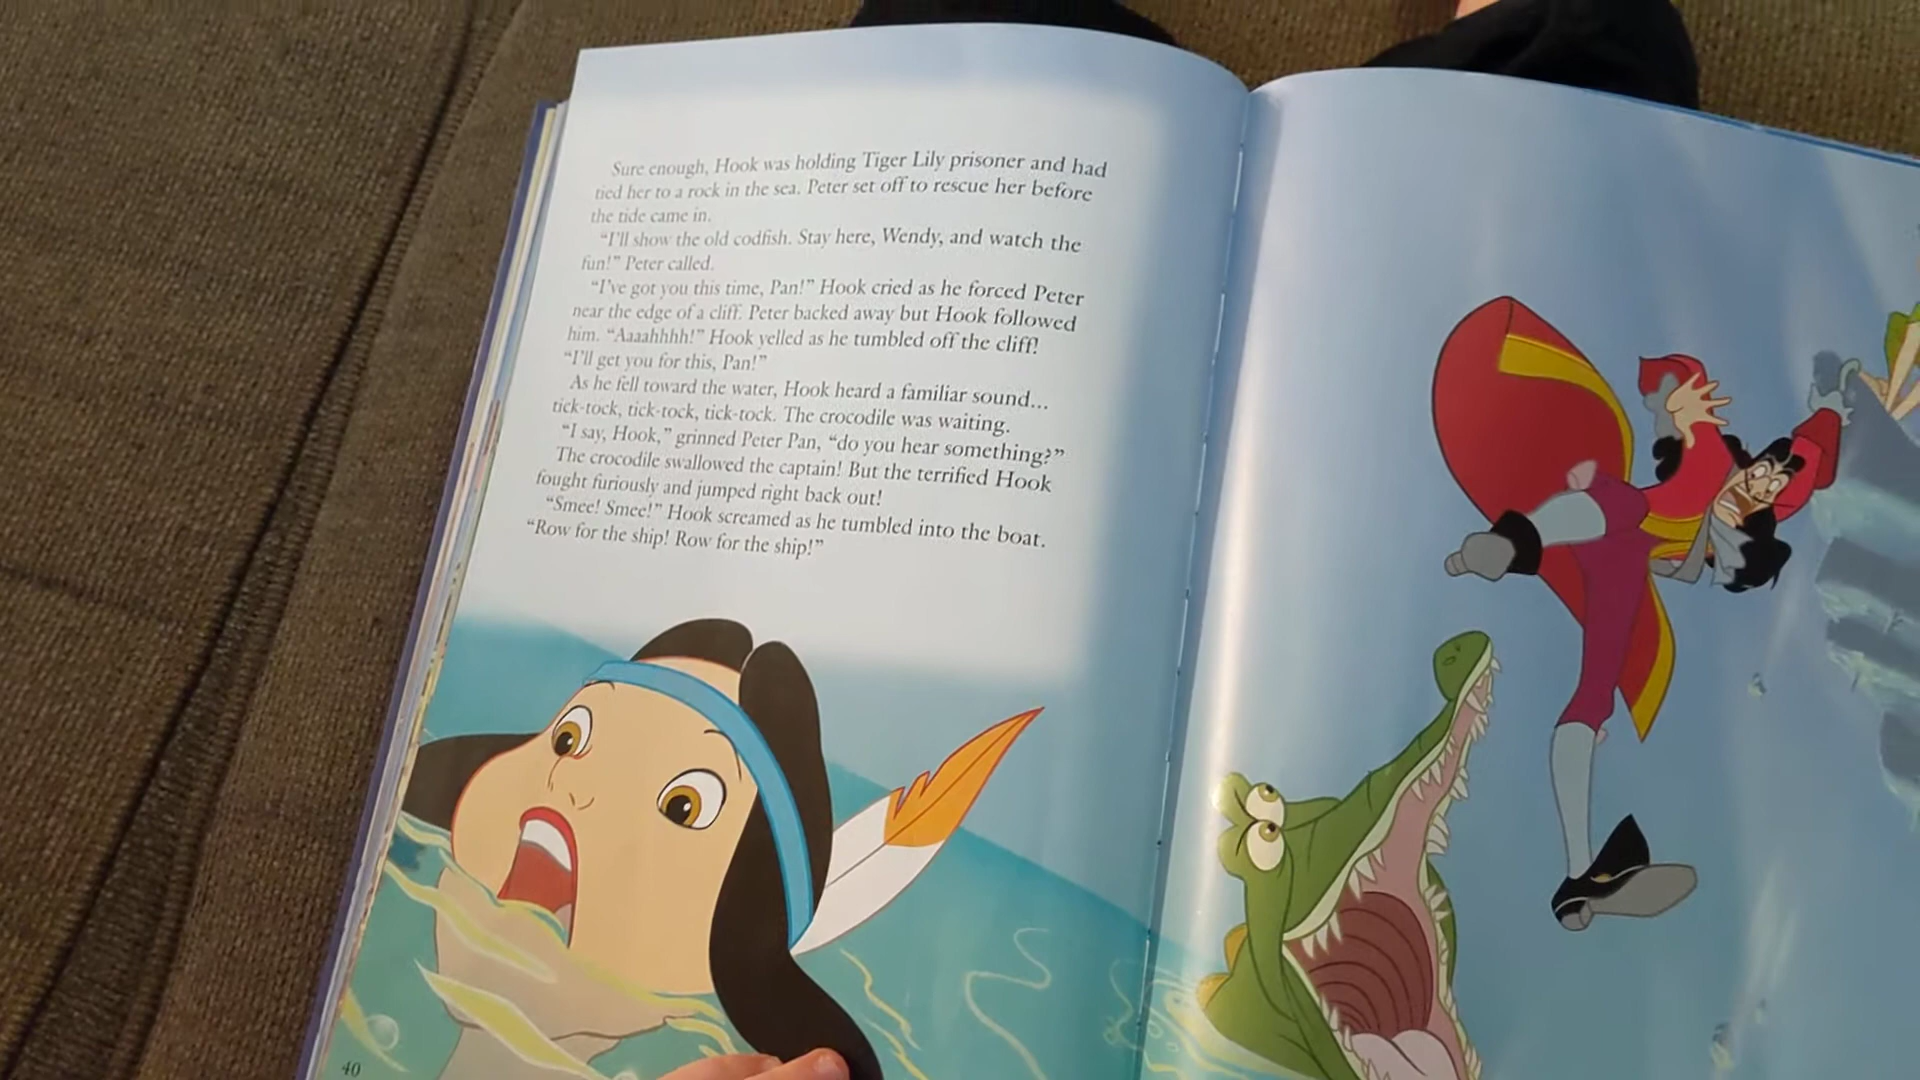 Sure enough, Hook was holding Tiger Lily prisoner and had
tied her to a rock in the sea. Peter set off to rescue her before
the tide came in.
“I’ll show the old codfish. Stay here, Wendy, and watch the
fun!” Peter called.
“I’ve got you this time, Pan!” Hook cried as he forced Peter
near the edge of a cliff. Peter backed away but Hook followed
him. “Aaaahhhh!” Hook yelled as he tumbled off the cliff!
“I’ll get you for this, Pan!”
As he fell toward the water, Hook heard a familiar sound...
tick-tock, tick-tock, tick-tock. The crocodile was waiting.
“I say, Hook,” grinned Peter Pan, “do you hear something?”
The crocodile swallowed the captain! But the terrified Hook
fought furiously and jumped right back out!
“Smee! Smee!” Hook screamed as he tumbled into the boat.
“Row for the ship! Row for the ship!”
40